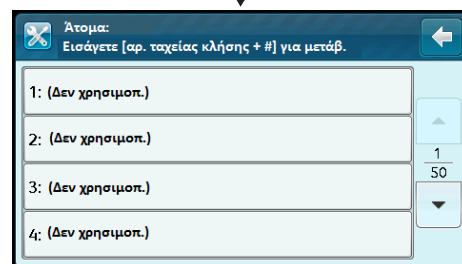 Άτομα:
Εισάγετε [αρ. ταχείας κλήσης + #] για μετάβ.
1: (Δεν χρησιμοπ.)
2: (Δεν χρησιμοπ.)
1
50
3: (Δεν χρησιμοπ.)
4: (Δεν χρησιμοπ.)